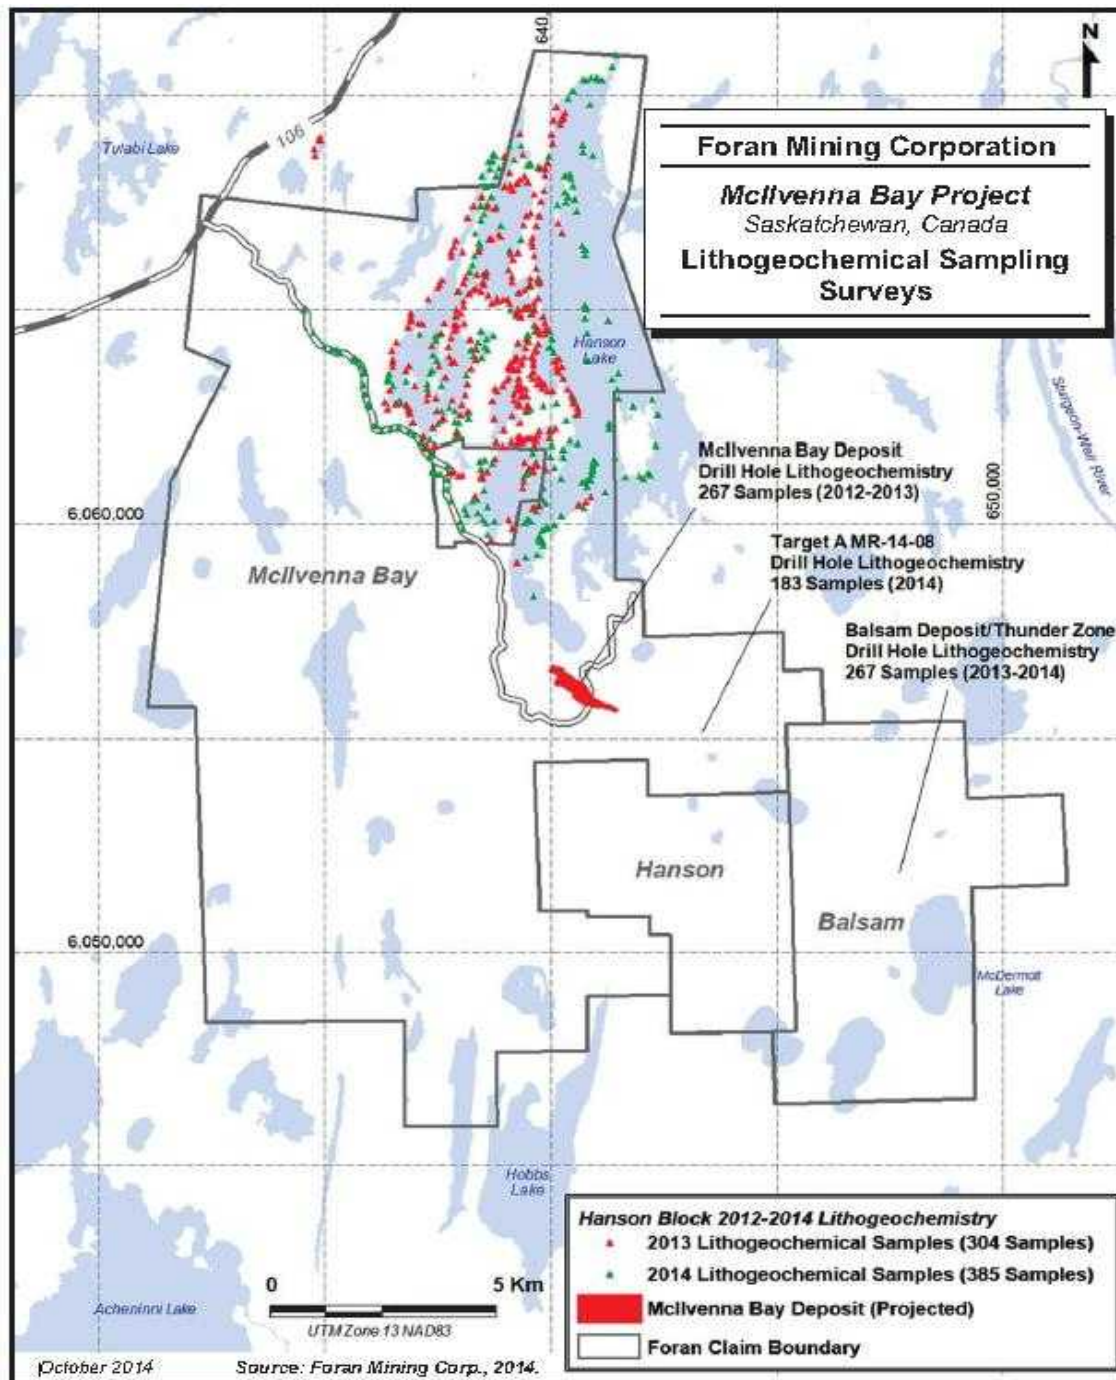 640,
N
106
Tulabi Lake
Foran Mining Corporation
McIlvenna Bay Project
Saskatchewan, Canada
Lithogeochemical Sampling
Surveys
Hanson
Lake
Sturgeon-Weir River
McIlvenna Bay Deposit
Drill Hole Lithogeochemistry
267 Samples (2012-2013)
650,000
6,060,000
Target A MR-14-08
Drill Hole Lithogeochemistry
183 Samples (2014)
McIlvenna Bay
Balsam Deposit/Thunder Zone
Drill Hole Lithogeochemistry
267 Samples (2013-2014)
Hanson
Balsam
6,050,000
McDermott
Lake
Hobbs
Lake
Hanson Block 2012-2014 Lithogeochemistry
2013 Lithogeochemical Samples (304 Samples)
2014 Lithogeochemical Samples (385 Samples)
McIlvenna Bay Deposit (Projected)
Foran Claim Boundary
0 5 Km
UTM Zone 13 NAD83
Acheninni Lake
October 2014 Source: Foran Mining Corp., 2014.